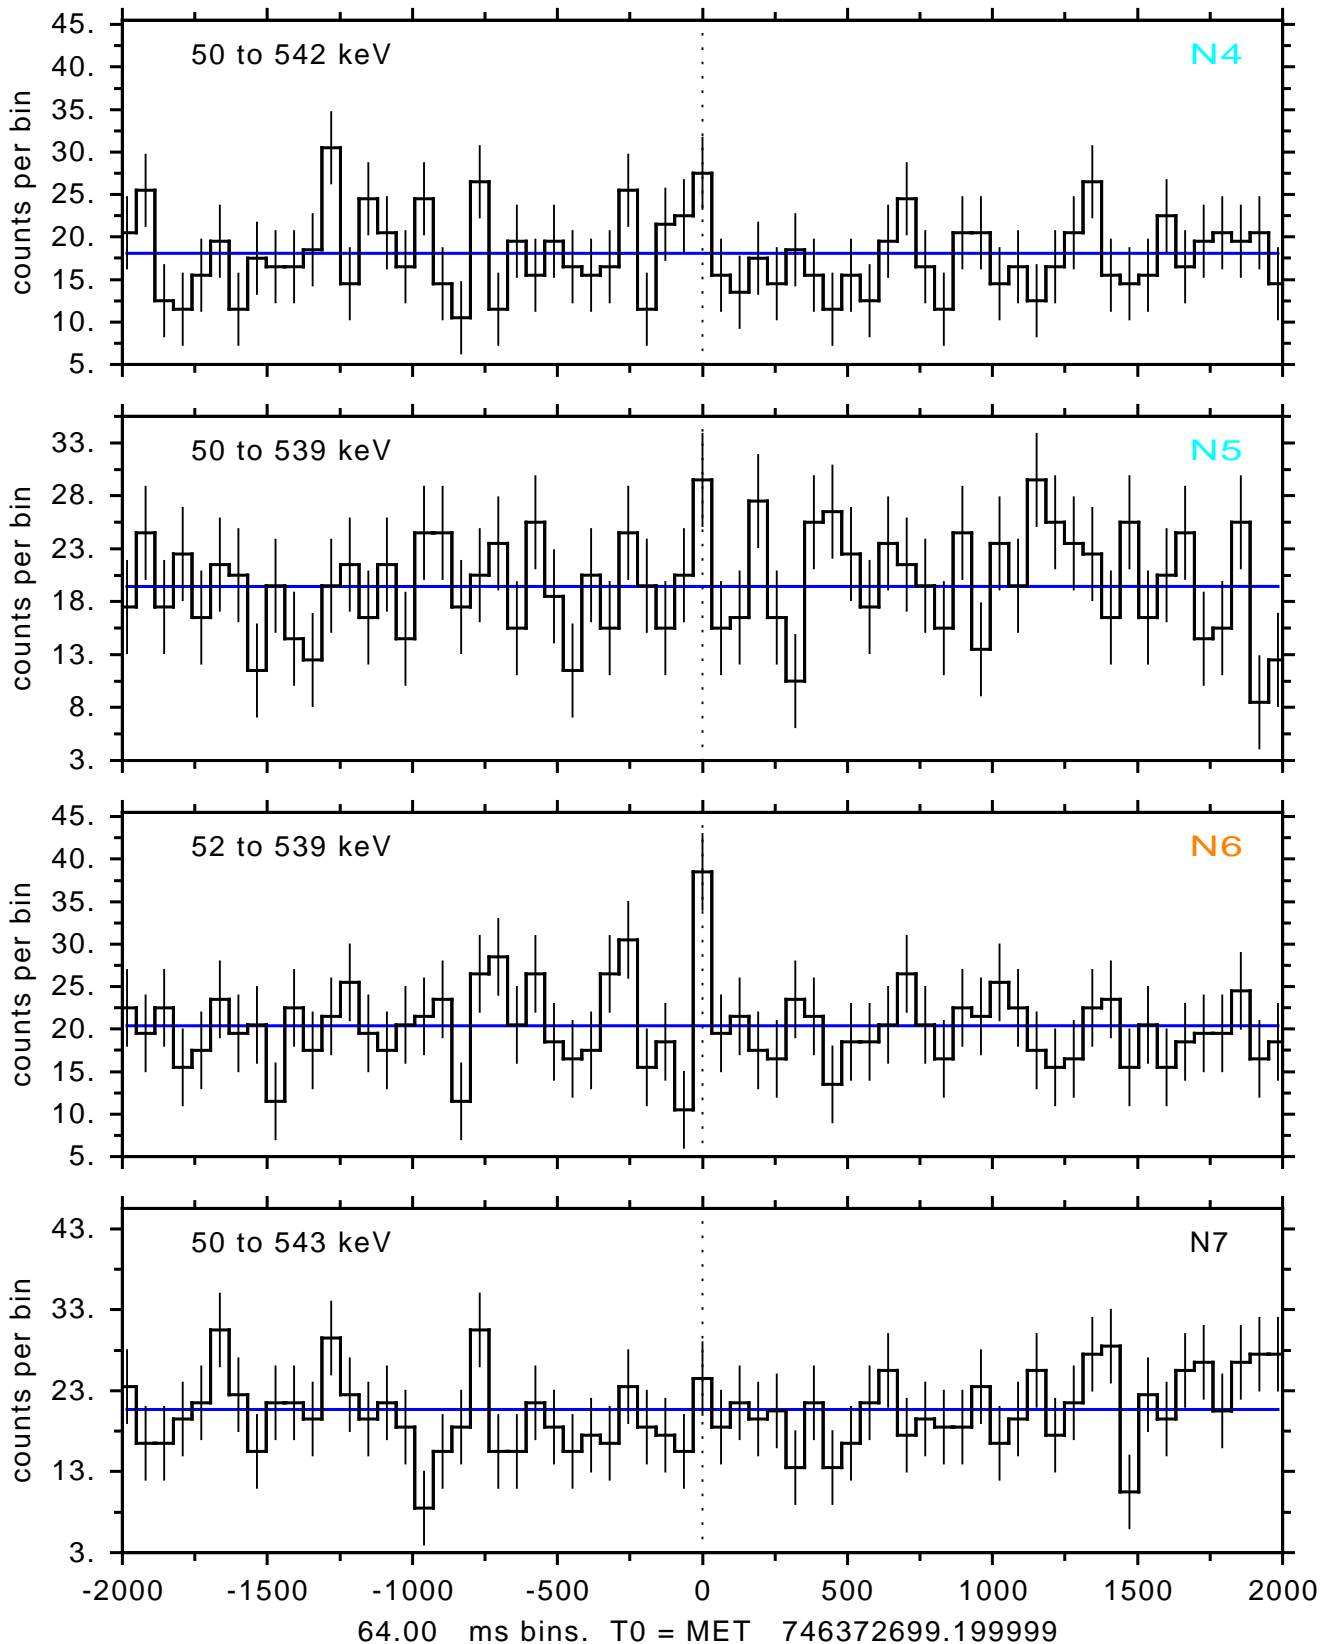 45.
40.
35.
30.
25.
20.
15.
10.
5.
counts per bin
50 to 542 keV
N4
33.
28.
23.
18.
13.
8.
3.
counts per bin
50 to 539 keV
N5
45.
40.
35.
30.
25.
20.
15.
10.
5.
counts per bin
52 to 539 keV
N6
43.
33.
23.
13.
3.
counts per bin
50 to 543 keV
N7
-2000 -1500 -1000 -500 0 500 1000 1500 2000
64.00 ms bins. T0 = MET 746372699.199999